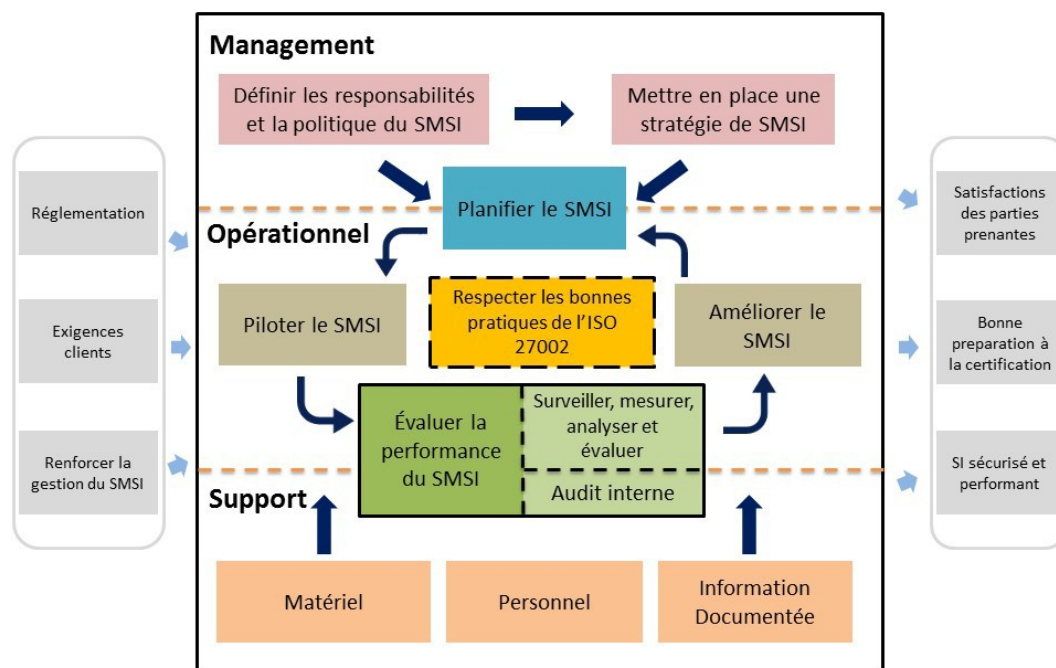 Management
Définir les responsabilités
et la politique du SMSI
Mettre en place une
stratégie de SMSI
Planifier le SMSI
Opérationnel
Piloter le SMSI
Respecter les bonnes
pratiques de l'ISO
27002
Améliorer le
SMSI
Évaluer la
performance
du SMSI
Surveiller, mesurer,
analyser et
évaluer
Audit interne
Support
Matériel
Personnel
Information
Documentée
Réglementation
Exigences
clients
Renforcer la
gestion du SMSI
Satisfactions
des parties
prenantes
Bonne
preparation à
la certification
SI sécurisé et
performant